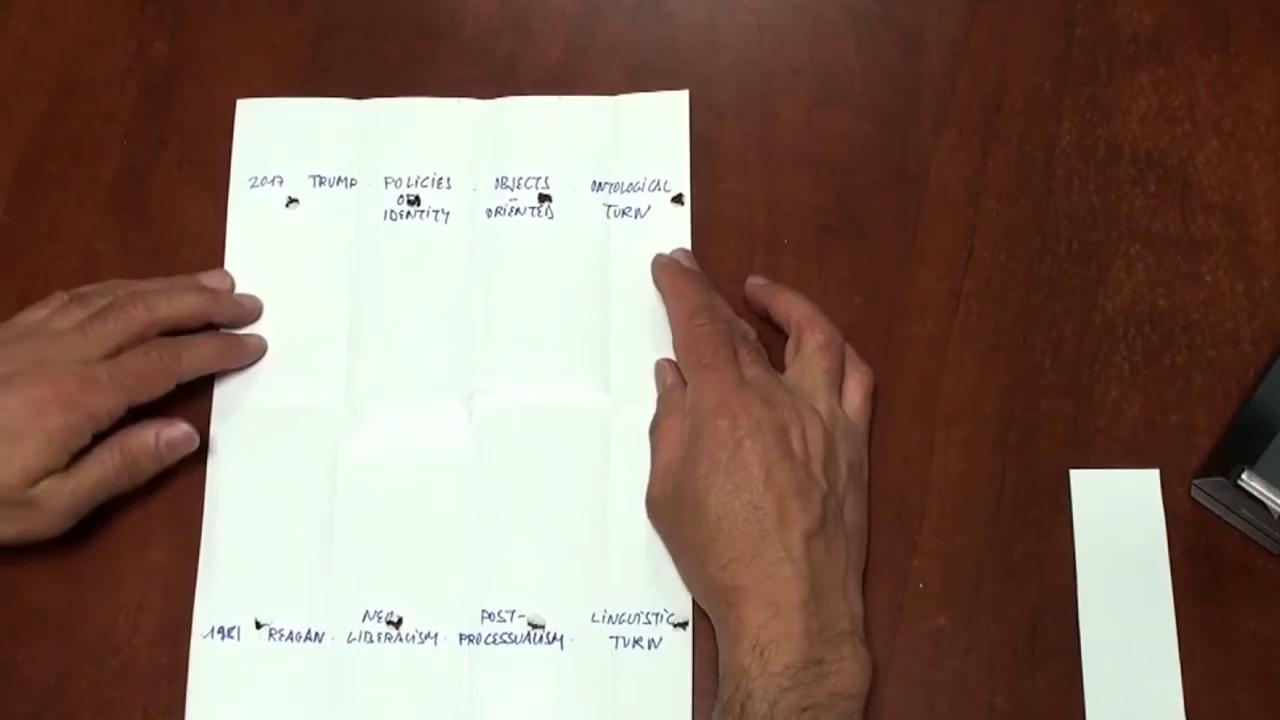 2017 TRUMP POLICIES OBJECTS ONTOLOGICAL
OF -
IDENTITY ORIENTED TURN
NEO POST- LINGUISTIC
1981 REAGAN. LIBERALISM. PROCESSUALISM. TURN